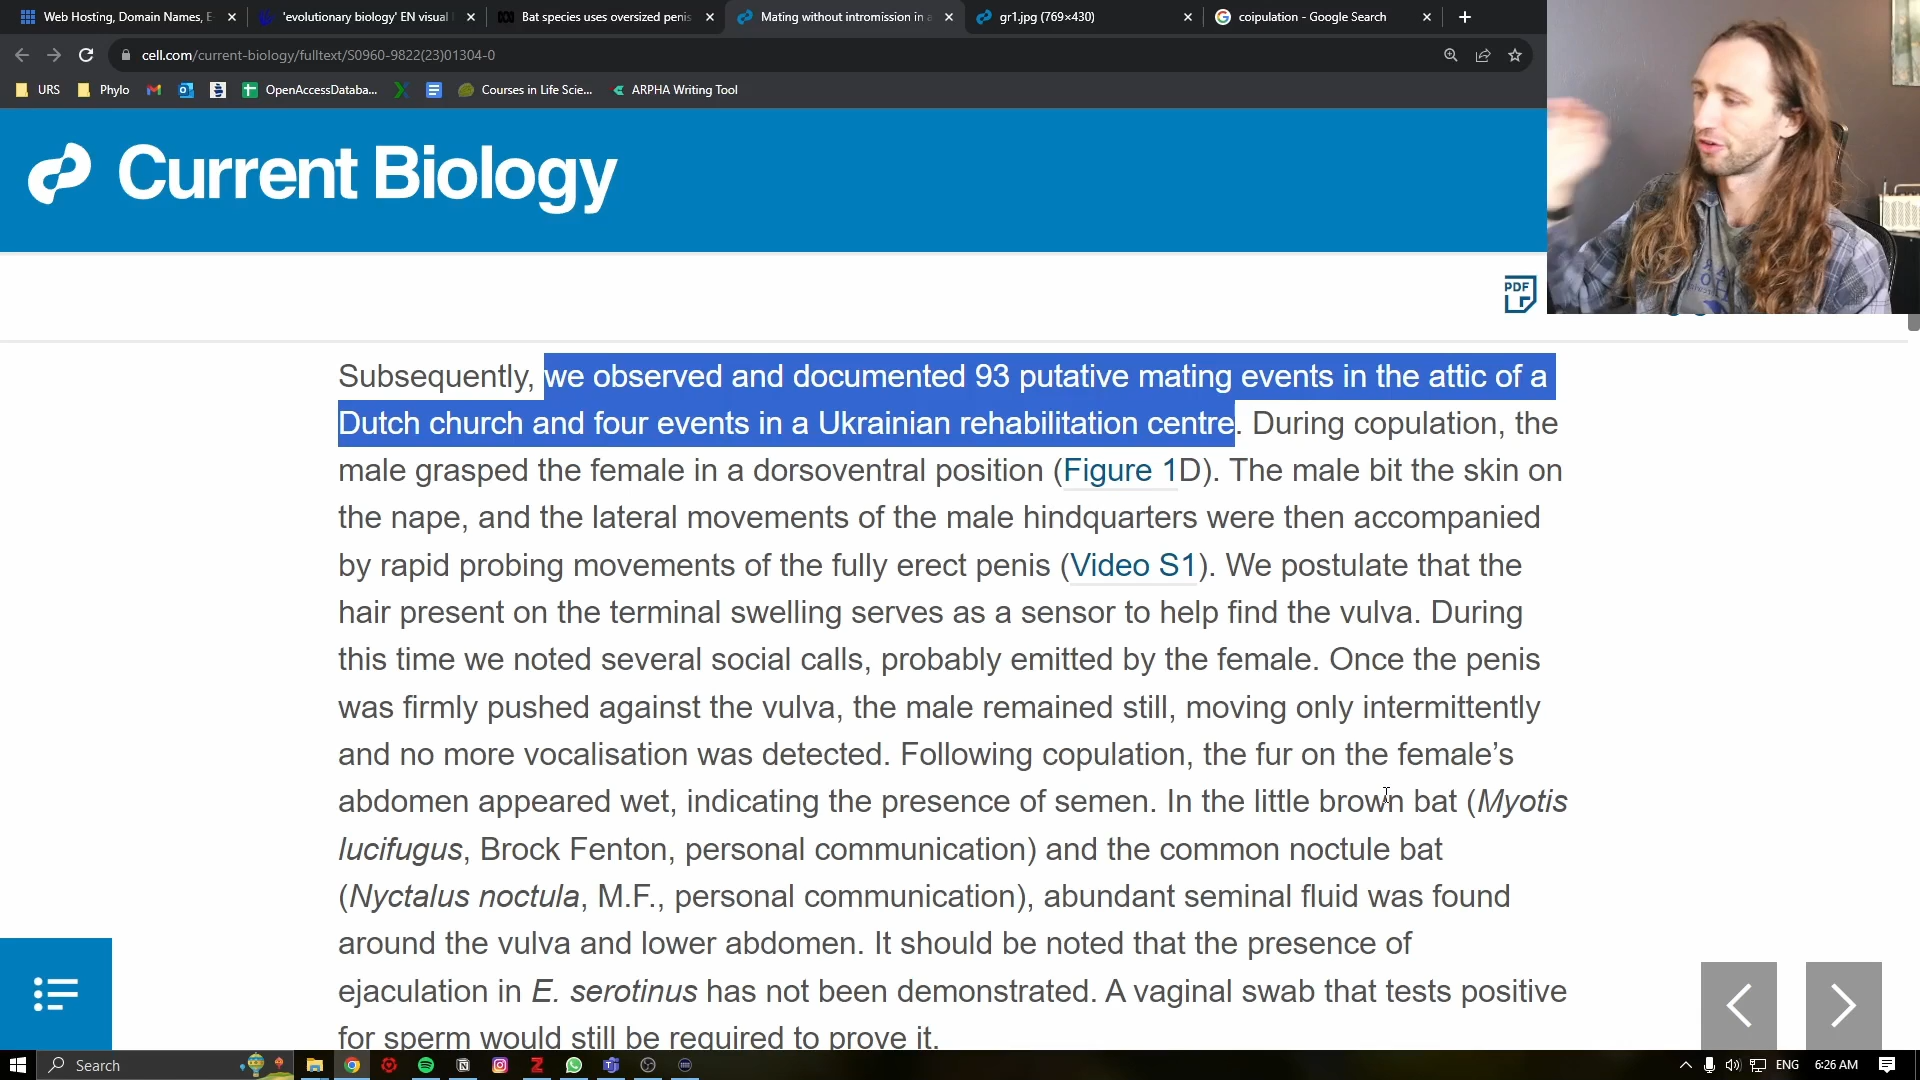 Web Hosting, Domain Names, E
'evolutionary biology' EN visual
Bat species uses oversized penis
Mating without intromission in a
gr1.jpg (769×430)
coipulation - Google Search
cell.com/current-biology/fulltext/S0960-9822(23)01304-0
URS
Phylo
OpenAccessDataba...
Courses in Life Scie...
ARPHA Writing Tool
Current Biology
PDF
Subsequently, we observed and documented 93 putative mating events in the attic of a
Dutch church and four events in a Ukrainian rehabilitation centre. During copulation, the
male grasped the female in a dorsoventral position (Figure 1D). The male bit the skin on
the nape, and the lateral movements of the male hindquarters were then accompanied
by rapid probing movements of the fully erect penis (Video S1). We postulate that the
hair present on the terminal swelling serves as a sensor to help find the vulva. During
this time we noted several social calls, probably emitted by the female. Once the penis
was firmly pushed against the vulva, the male remained still, moving only intermittently
and no more vocalisation was detected. Following copulation, the fur on the female's
abdomen appeared wet, indicating the presence of semen. In the little brown bat (Myotis
lucifugus, Brock Fenton, personal communication) and the common noctule bat
(Nyctalus noctula, M.F., personal communication), abundant seminal fluid was found
around the vulva and lower abdomen. It should be noted that the presence of
ejaculation in E. serotinus has not been demonstrated. A vaginal swab that tests positive
for sperm would still be required to prove it.
Search
ENG
6:26 AM